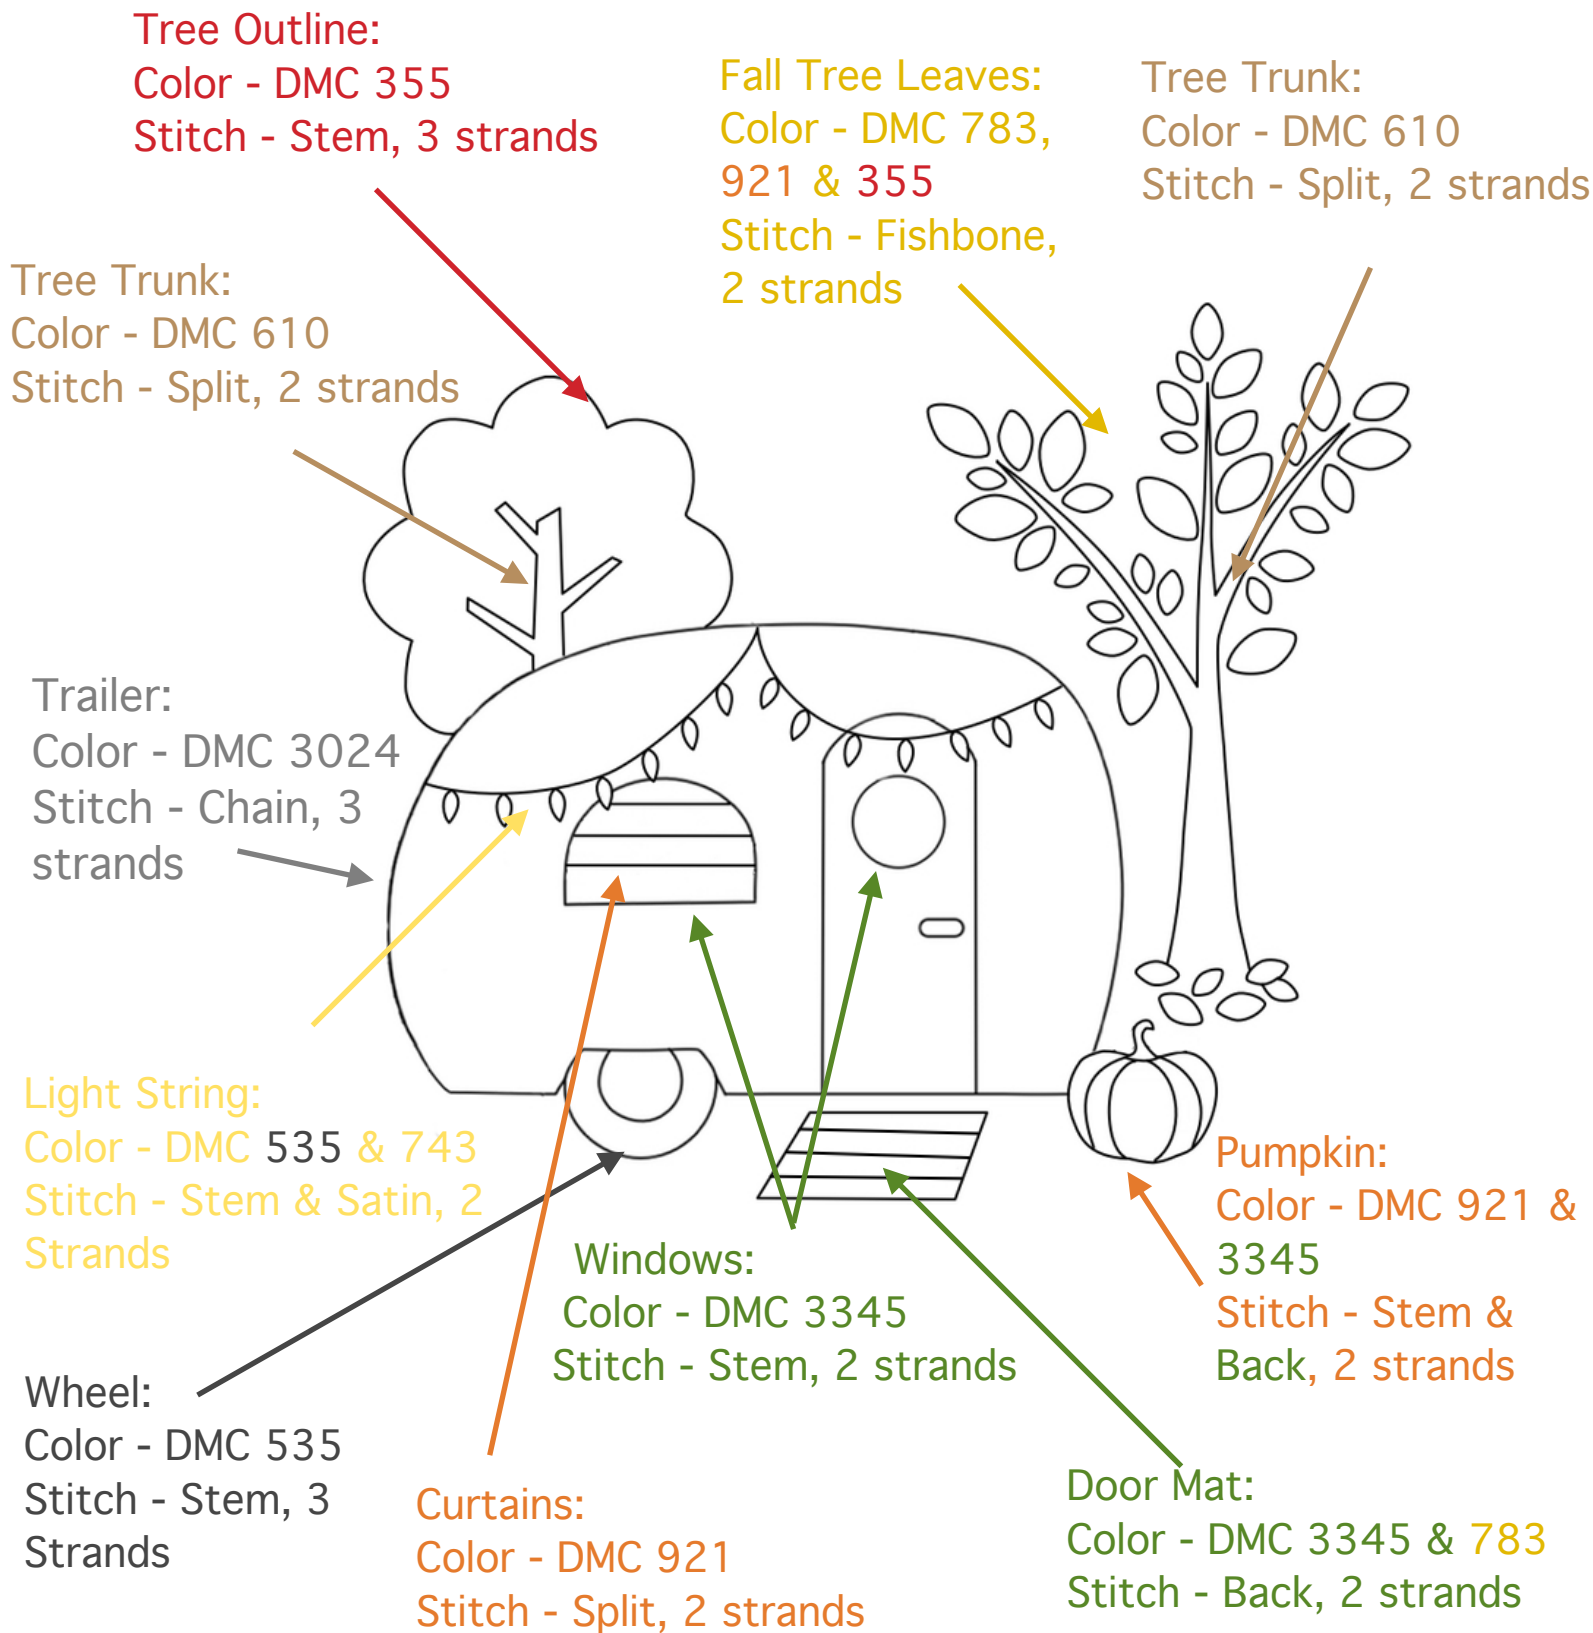 Tree Outline:
Color - DMC 355
Stitch - Stem, 3 strands
Fall Tree Leaves:
Color - DMC 783,
921 & 355
Stitch - Fishbone,
2 strands
Tree Trunk:
Color - DMC 610
Stitch - Split, 2 strands
Tree Trunk:
Color - DMC 610
Stitch - Split, 2 strands
Trailer:
Color - DMC 3024
Stitch - Chain, 3
strands
Light String:
Color - DMC 535 & 743
Stitch - Stem & Satin, 2
Strands
Pumpkin:
Color - DMC 921 &
3345
Stitch - Stem &
Back, 2 strands
Windows:
Color - DMC 3345
Stitch - Stem, 2 strands
Wheel:
Color - DMC 535
Stitch - Stem, 3
Strands
Curtains:
Color - DMC 921
Stitch - Split, 2 strands
Door Mat:
Color - DMC 3345 & 783
Stitch - Back, 2 strands